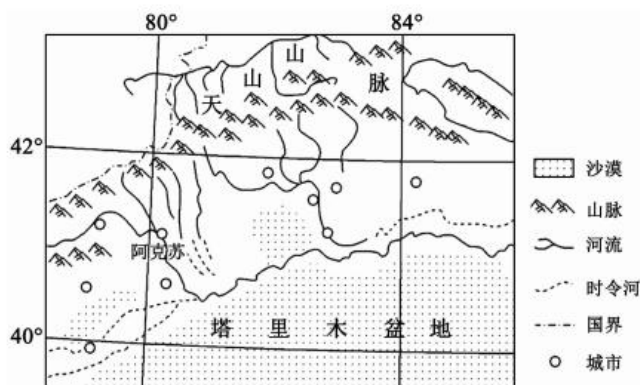 80° 84°
山
山
天 脉
42°
阿克苏
40°
塔里木盆地
沙漠
山脉
河流
时令河
国界
城市